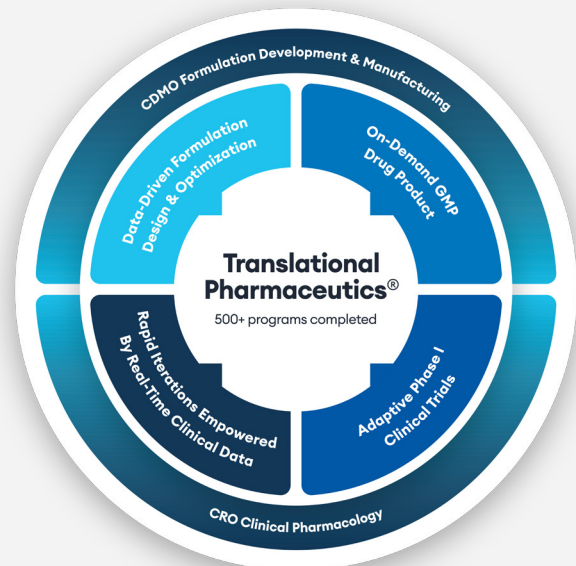 CDMO Formulation Development & Manufacturing
Data-Driven Formulation
Design & Optimization
On-Demand GMP
Drug Product
Translational
Pharmaceutics®
500+ programs completed
Rapid Iterations Empowered
By Real-Time Clinical Data
Adaptive Phase I
Clinical Trials
CRO Clinical Pharmacology